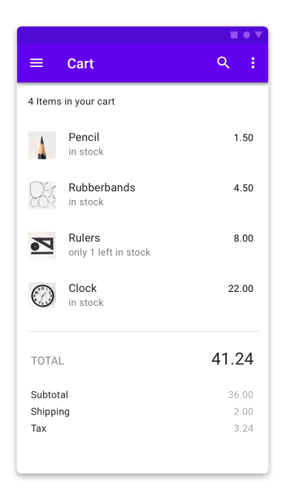 Cart
4 Items in your cart
Pencil 1.50
in stock
Rubberbands 4.50
in stock
Rulers 8.00
only 1 left in stock
Clock 22.00
in stock
TOTAL 41.24
Subtotal 36.00
Shipping 2.00
Tax 3.24